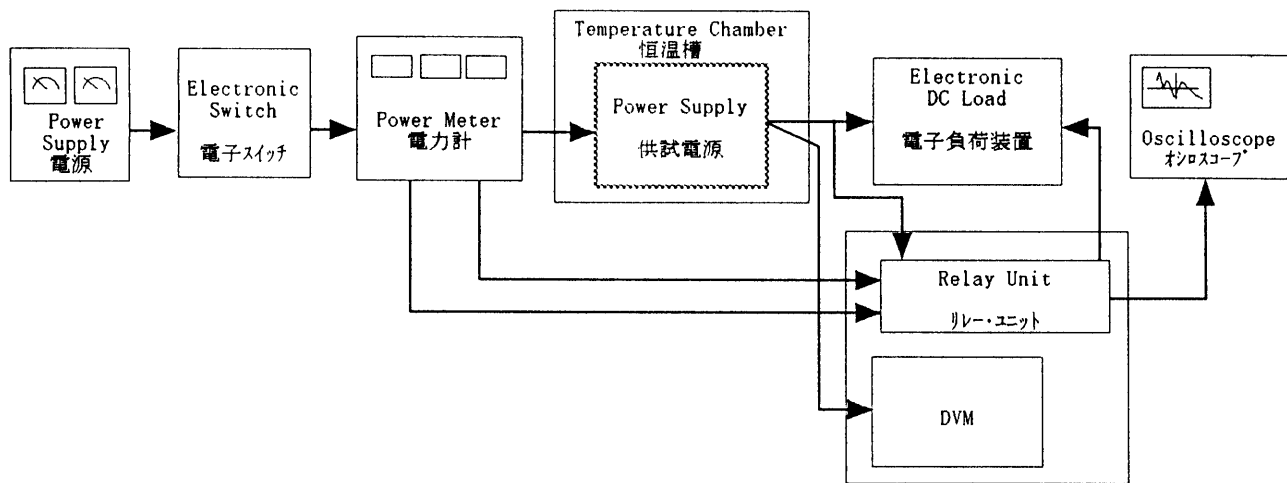 Power
Supply
電源
Electronic
Switch
電子スイッチ
Power Meter
電力計
Temperature Chamber
恒温槽
Power Supply
供試電源
Electronic
DC Load
電子負荷装置
Oscilloscope
オシロスコープ
Relay Unit
リレー・ユニット
DVM